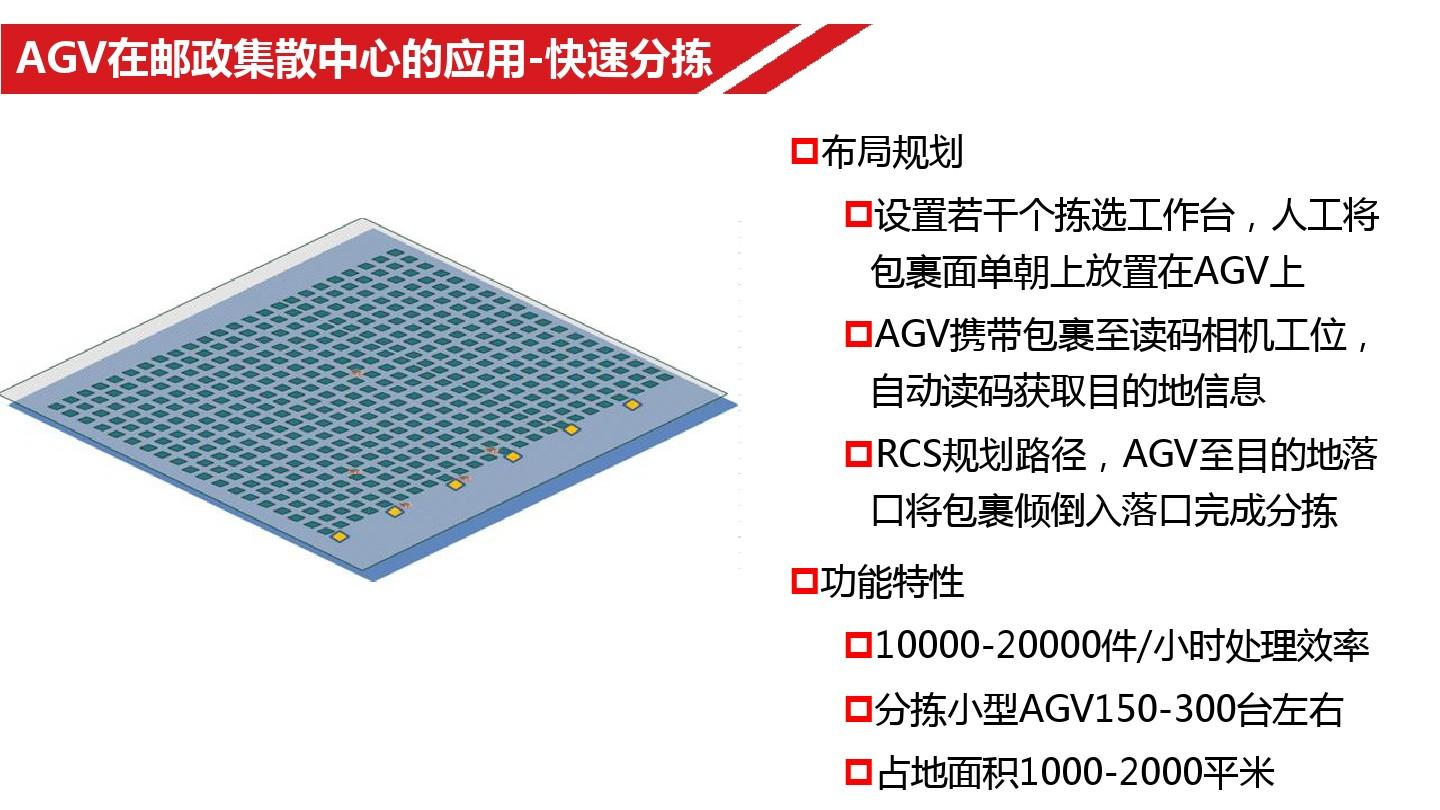 AGV在邮政集散中心的应用-快速分拣
布局规划
设置若干个拣选工作台，人工将
包裹面单朝上放置在AGV上
AGV携带包裹至读码相机工位，
自动读码获取目的地信息
RCS规划路径，AGV至目的地落
口将包裹倾倒入落口完成分拣
功能特性
10000-20000件/小时处理效率
分拣小型AGV150-300台左右
占地面积1000-2000平米